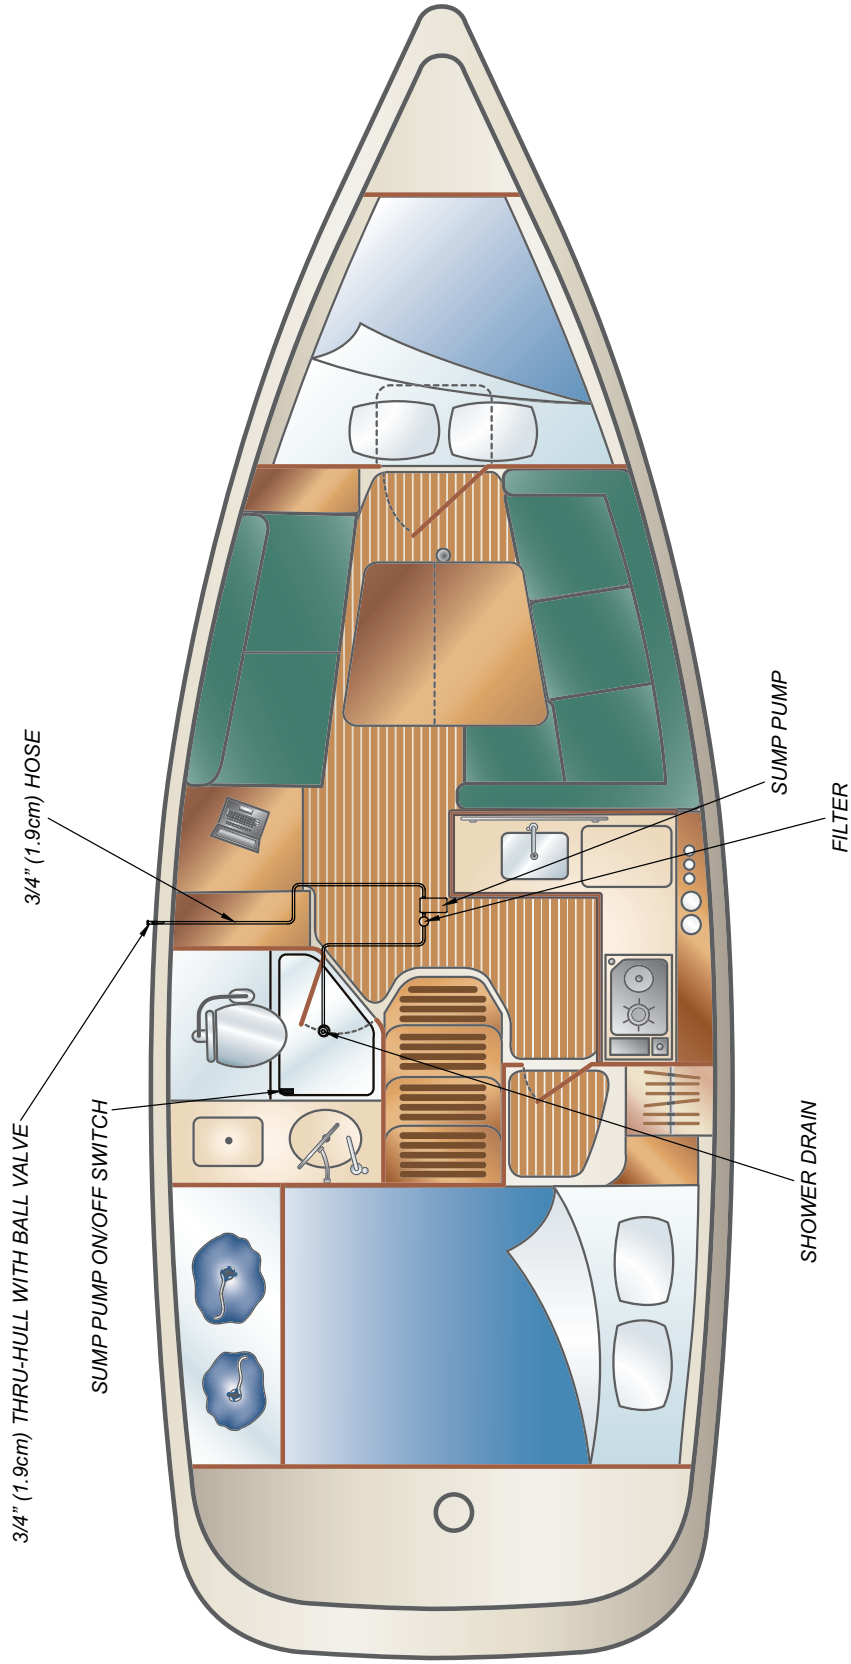 3/4” (1.9cm) THRU-HULL WITH BALL VALVE
3/4” (1.9cm) HOSE
SUMP PUMP ON/OFF SWITCH
SUMP PUMP
SHOWER DRAIN
FILTER